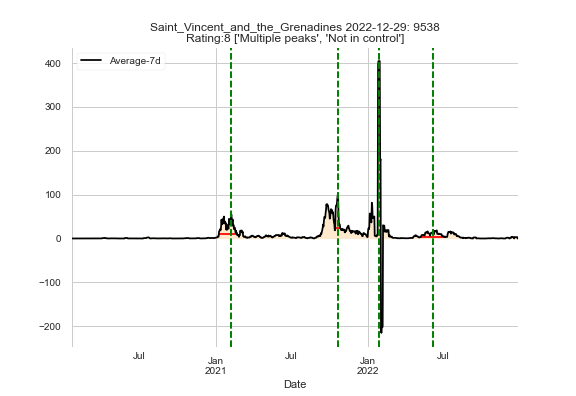 Saint_Vincent_and_the_Grenadines 2022-12-29: 9538
Rating:8 ['Multiple peaks', 'Not in control']
Average-7d
400
300
200
100
0
−100
−200
Jul
Jan
2021
Jul
Jan
2022
Jul
Date